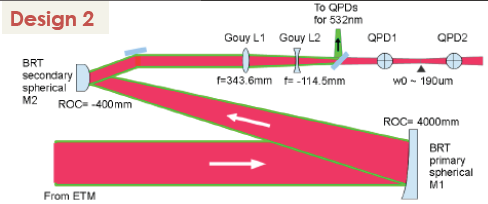 Design 2
To QPDs
for 532nm
Gouy L1
Gouy L2
QPD1
QPD2
BRT
secondary
spherical
M2
f=343.6mm
f= -114.5mm
w0 ~ 190um
ROC= -400mm
ROC= 4000mm
BRT
primary
spherical
M1
From ETM